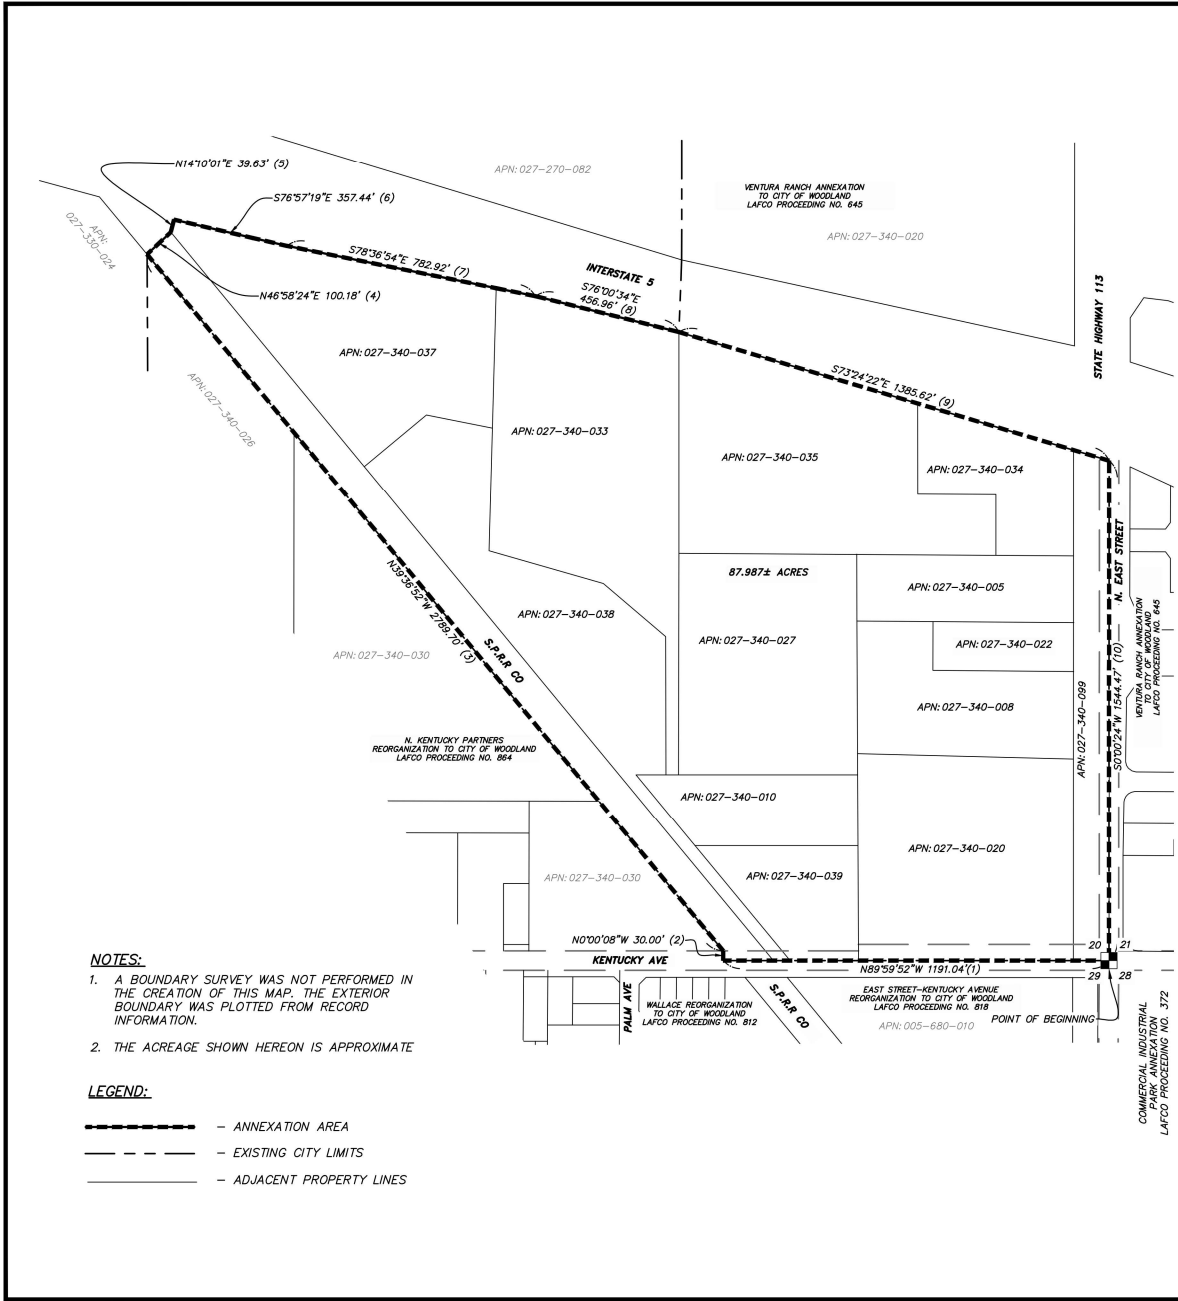 N14°10'01"E 39.63' (5)
APN: 027-270-082
S76°57'19"E 357.44' (6)
VENTURA RANCH ANNEXATION
TO CITY OF WOODLAND
LAFCO PROCEEDING NO. 645
APN: 027-340-020
APN:
027-330-024
S78°36'54"E 782.92' (7)
INTERSTATE 5
S76°00'34"E
456.96' (8)
N46°58'24"E 100.18' (4)
STATE HIGHWAY 113
APN: 027-340-037
APN: 027-340-026
S73°24'22"E 1385.62' (9)
APN: 027-340-033
APN: 027-340-035
APN: 027-340-034
N. EAST STREET
87.987± ACRES
APN: 027-340-005
N39°36'52"W 2789.70' (3)
S.P.R.R CO
APN: 027-340-038
APN: 027-340-027
APN: 027-340-022
APN: 027-340-030
APN: 027-340-008
APN: 027-340-099
S0°00'24"W 1544.47' (10)
VENTURA RANCH ANNEXATION
TO CITY OF WOODLAND
LAFCO PROCEEDING NO. 645
N. KENTUCKY PARTNERS
REORGANIZATION TO CITY OF WOODLAND
LAFCO PROCEEDING NO. 864
APN: 027-340-010
APN: 027-340-020
APN: 027-340-030
APN: 027-340-039
N0°00'08"W 30.00' (2)
20 21
KENTUCKY AVE
N89°59'52"W 1191.04'(1)
29 28
PALM AVE
WALLACE REORGANIZATION
TO CITY OF WOODLAND
LAFCO PROCEEDING NO. 812
S.P.R.R CO
EAST STREET-KENTUCKY AVENUE
REORGANIZATION TO CITY OF WOODLAND
LAFCO PROCEEDING NO. 818
APN: 005-680-010
POINT OF BEGINNING
COMMERCIAL INDUSTRIAL
PARK ANNEXATION
LAFCO PROCEEDING NO. 372
NOTES:
1. A BOUNDARY SURVEY WAS NOT PERFORMED IN
THE CREATION OF THIS MAP. THE EXTERIOR
BOUNDARY WAS PLOTTED FROM RECORD
INFORMATION.
2. THE ACREAGE SHOWN HEREON IS APPROXIMATE
LEGEND:
- ANNEXATION AREA
- EXISTING CITY LIMITS
- ADJACENT PROPERTY LINES